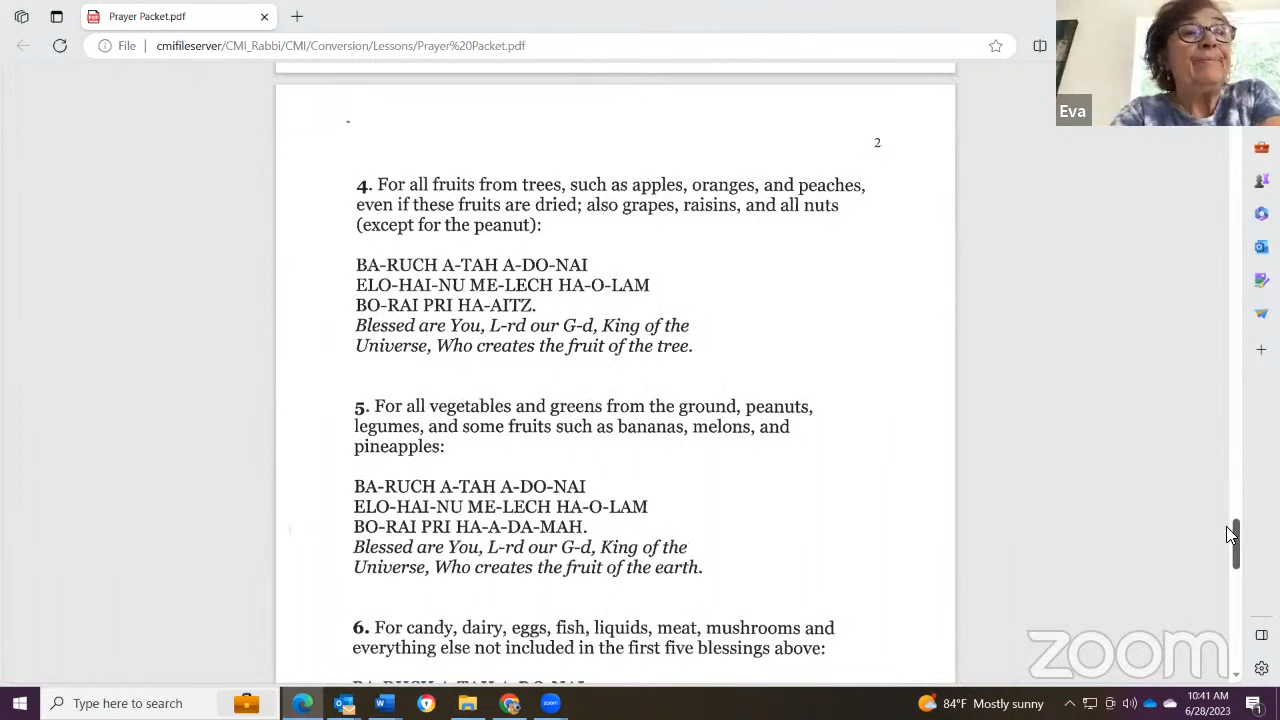 Prayer Packet.pdf
File
cmifileserver/CMI_Rabbi/CMI/Conversion/Lessons/Prayer%20Packet.pdf
Eva
2
4. For all fruits from trees, such as apples, oranges, and peaches,
even if these fruits are dried; also grapes, raisins, and all nuts
(except for the peanut):
BA-RUCH A-TAH A-DO-NAI
ELO-HAI-NU ME-LECH HA-O-LAM
BO-RAI PRI HA-AITZ.
Blessed are You, L-rd our G-d, King of the
Universe, Who creates the fruit of the tree.
5. For all vegetables and greens from the ground, peanuts,
legumes, and some fruits such as bananas, melons, and
pineapples:
BA-RUCH A-TAH A-DO-NAI
ELO-HAI-NU ME-LECH HA-O-LAM
BO-RAI PRI HA-A-DA-MAH.
Blessed are You, L-rd our G-d, King of the
Universe, Who creates the fruit of the earth.
6. For candy, dairy, eggs, fish, liquids, meat, mushrooms and
everything else not included in the first five blessings above:
zoom
Type here to search
zoom
84°F Mostly sunny
10:41 AM
6/28/2023
1